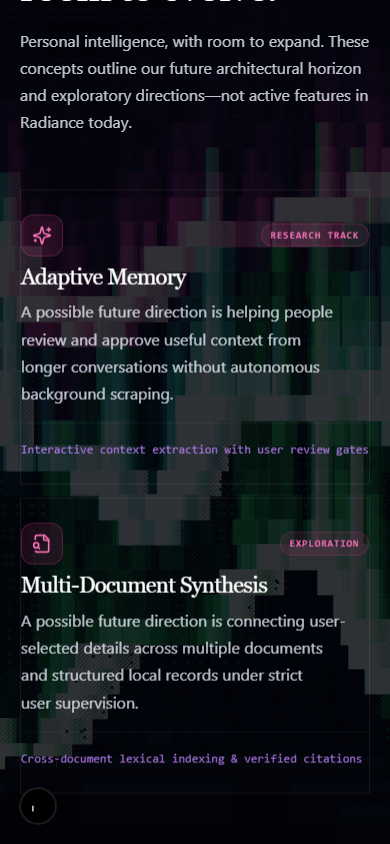 Personal intelligence, with room to expand. These
concepts outline our future architectural horizon
and exploratory directions—not active features in
Radiance today.
RESEARCH TRACK
Adaptive Memory
A possible future direction is helping people
review and approve useful context from
longer conversations without autonomous
background scraping.
Interactive context extraction with user review gates
EXPLORATION
Multi-Document Synthesis
A possible future direction is connecting user-
selected details across multiple documents
and structured local records under strict
user supervision.
Cross-document lexical indexing & verified citations